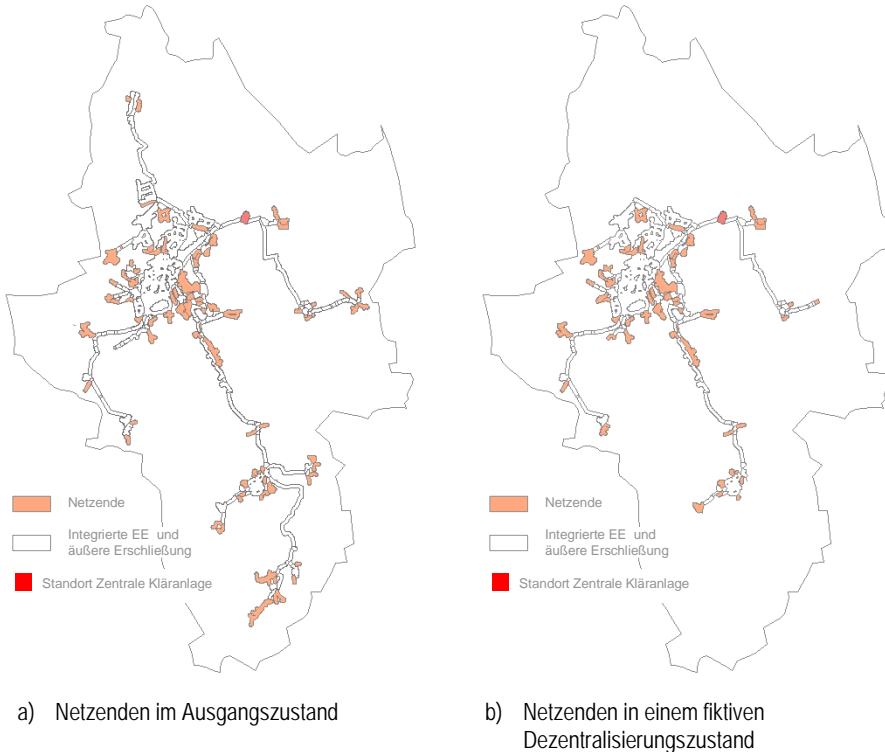 Netzende
Integrierte EE und
äußere Erschließung
Standort Zentrale Kläranlage
a) Netzenden im Ausgangszustand
Netzende
Integrierte EE und
äußere Erschließung
Standort Zentrale Kläranlage
b) Netzenden in einem fiktiven
Dezentralisierungszustand